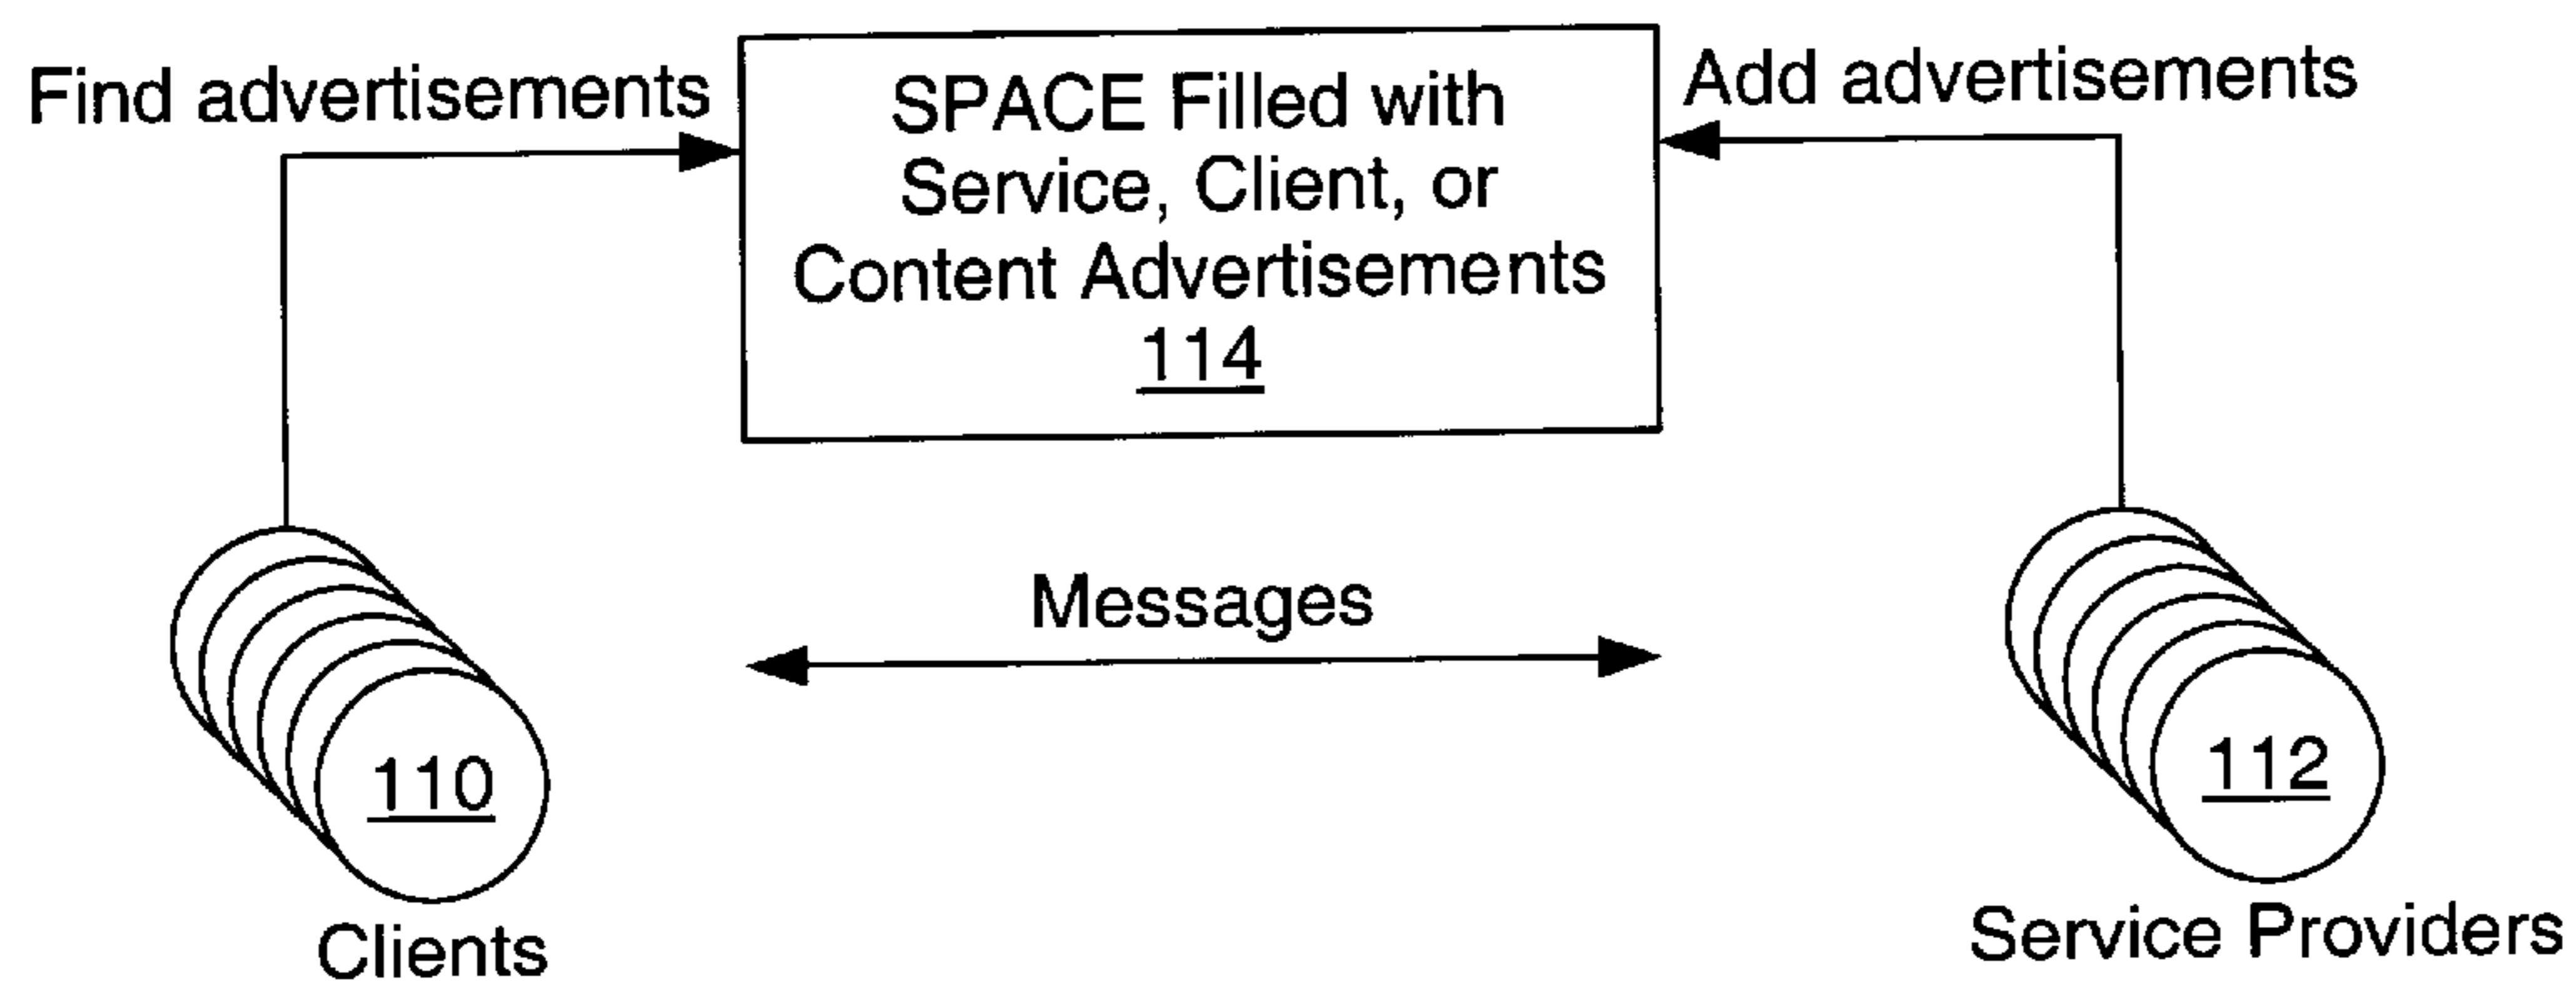 Find advertisements
SPACE Filled with
Service, Client, or
Content Advertisements
114
Add advertisements
Messages
110
Clients
112
Service Providers